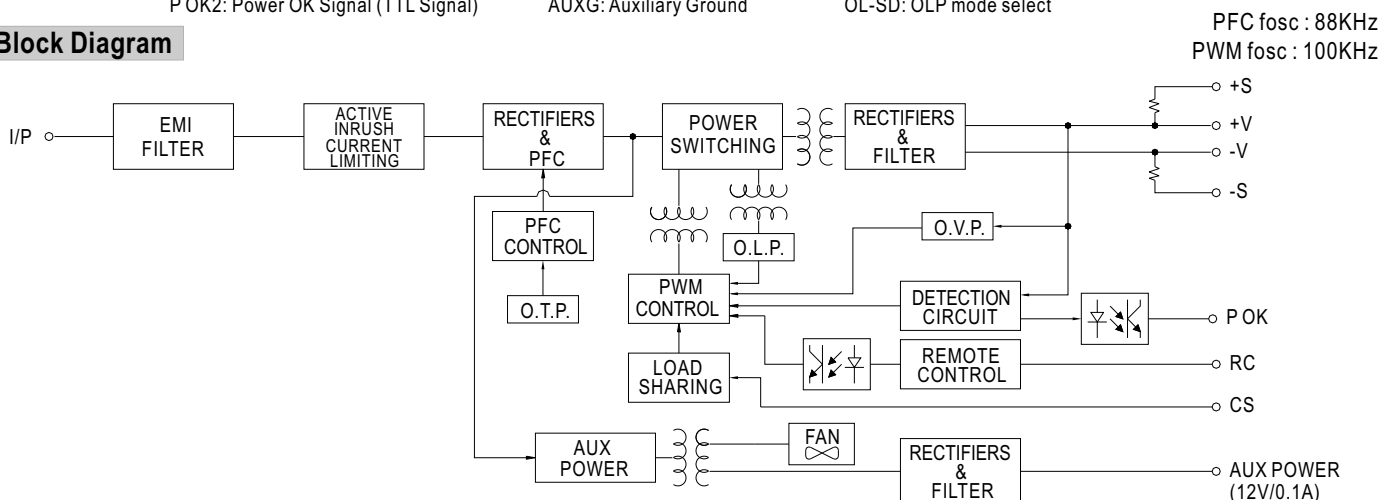 P OK2: Power OK Signal (TTL Signal) AUXG: Auxiliary Ground OL-SD: OLP mode select
Block Diagram
PFC fosc : 88KHz
PWM fosc : 100KHz
I/P
EMI
FILTER
ACTIVE
INRUSH
CURRENT
LIMITING
RECTIFIERS
&
PFC
POWER
SWITCHING
RECTIFIERS
&
FILTER
+S
+V
-V
-S
PFC
CONTROL
O.L.P.
O.V.P.
O.T.P.
PWM
CONTROL
DETECTION
CIRCUIT
P OK
LOAD
SHARING
REMOTE
CONTROL
RC
CS
AUX
POWER
FAN
RECTIFIERS
&
FILTER
AUX POWER
(12V/0.1A)